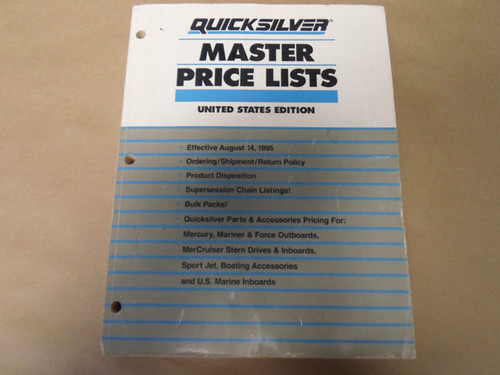 QUICKSILVER®
MASTER
PRICE LISTS
UNITED STATES EDITION
· Effective August 14, 1995
· Ordering/Shipment/Return Policy
· Product Disposition
· Supersession Chain Listings!
· Bulk Packs!
· Quicksilver Parts & Accessories Pricing For:
Mercury, Mariner & Force Outboards,
MerCruiser Stern Drives & Inboards,
Sport Jet, Boating Accessories
and U.S. Marine Inboards